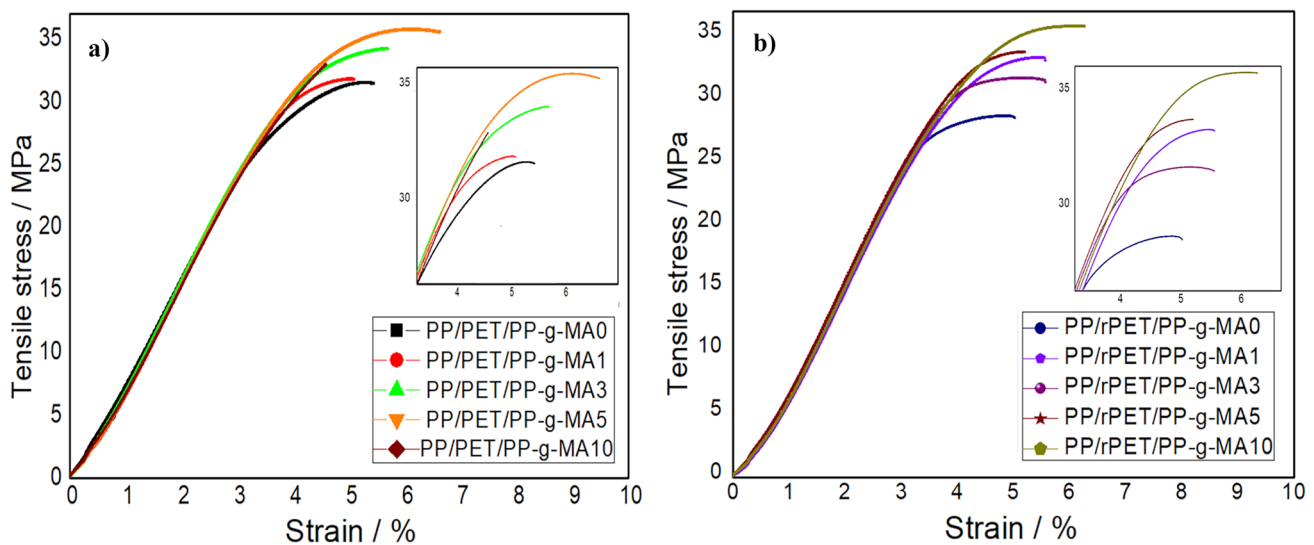 a)
Tensile stress / MPa
35
30
25
20
15
10
5
0
0 1 2 3 4 5 6 7 8 9 10
Strain / %
35
30
4 5 6
PP/PET/PP-g-MA0
PP/PET/PP-g-MA1
PP/PET/PP-g-MA3
PP/PET/PP-g-MA5
PP/PET/PP-g-MA10
b)
Tensile stress / MPa
35
30
25
20
15
10
5
0
0 1 2 3 4 5 6 7 8 9 10
Strain / %
35
30
4 5 6
PP/rPET/PP-g-MA0
PP/rPET/PP-g-MA1
PP/rPET/PP-g-MA3
PP/rPET/PP-g-MA5
PP/rPET/PP-g-MA10